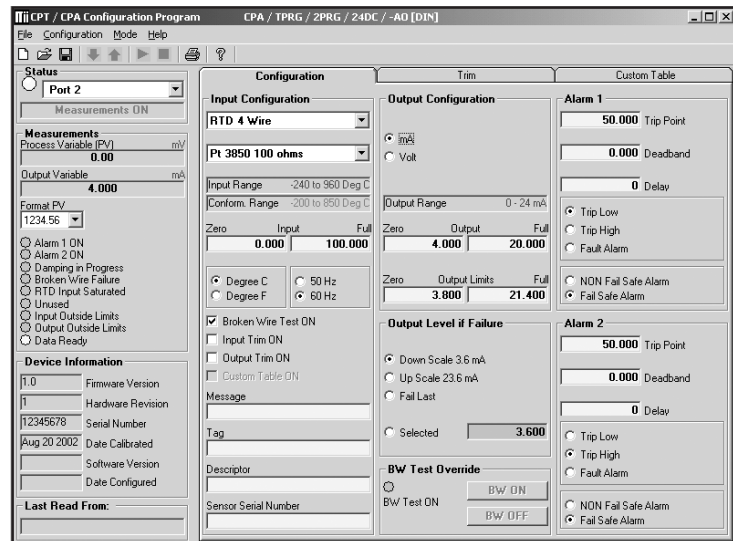 CPT / CPA Configuration Program CPA / TPRG / 2PRG / 24DC / -AO [DIN]
File Configuration Mode Help
Status
Port 2
Measurements ON
Measurements
Process Variable (PV) mV
0.00
Output Variable mA
4.000
Format PV
1234.56
Alarm 1 ON
Alarm 2 ON
Damping in Progress
Broken Wire Failure
RTD Input Saturated
Unused
Input Outside Limits
Output Outside Limits
Data Ready
Device Information
1.0 Firmware Version
1 Hardware Revision
12345678 Serial Number
Aug 20 2002 Date Calibrated
Software Version
Date Configured
Last Read From:
Configuration Trim Custom Table
Input Configuration
RTD 4 Wire
Pt 3850 100 ohms
Input Range -240 to 960 Deg C
Conform. Range -200 to 850 Deg C
Zero Input Full
0.000 100.000
Degree C 50 Hz
Degree F 60 Hz
Broken Wire Test ON
Input Trim ON
Output Trim ON
Custom Table ON
Message
Tag
Descriptor
Sensor Serial Number
Output Configuration
mA
Volt
Output Range 0 - 24 mA
Zero Output Full
4.000 20.000
Zero Output Limits Full
3.800 21.400
Output Level if Failure
Down Scale 3.6 mA
Up Scale 23.6 mA
Fail Last
Selected 3.600
BW Test Override
BW Test ON
BW ON
BW OFF
Alarm 1
50.000 Trip Point
0.000 Deadband
0 Delay
Trip Low
Trip High
Fault Alarm
NON Fail Safe Alarm
Fail Safe Alarm
Alarm 2
50.000 Trip Point
0.000 Deadband
0 Delay
Trip Low
Trip High
Fault Alarm
NON Fail Safe Alarm
Fail Safe Alarm